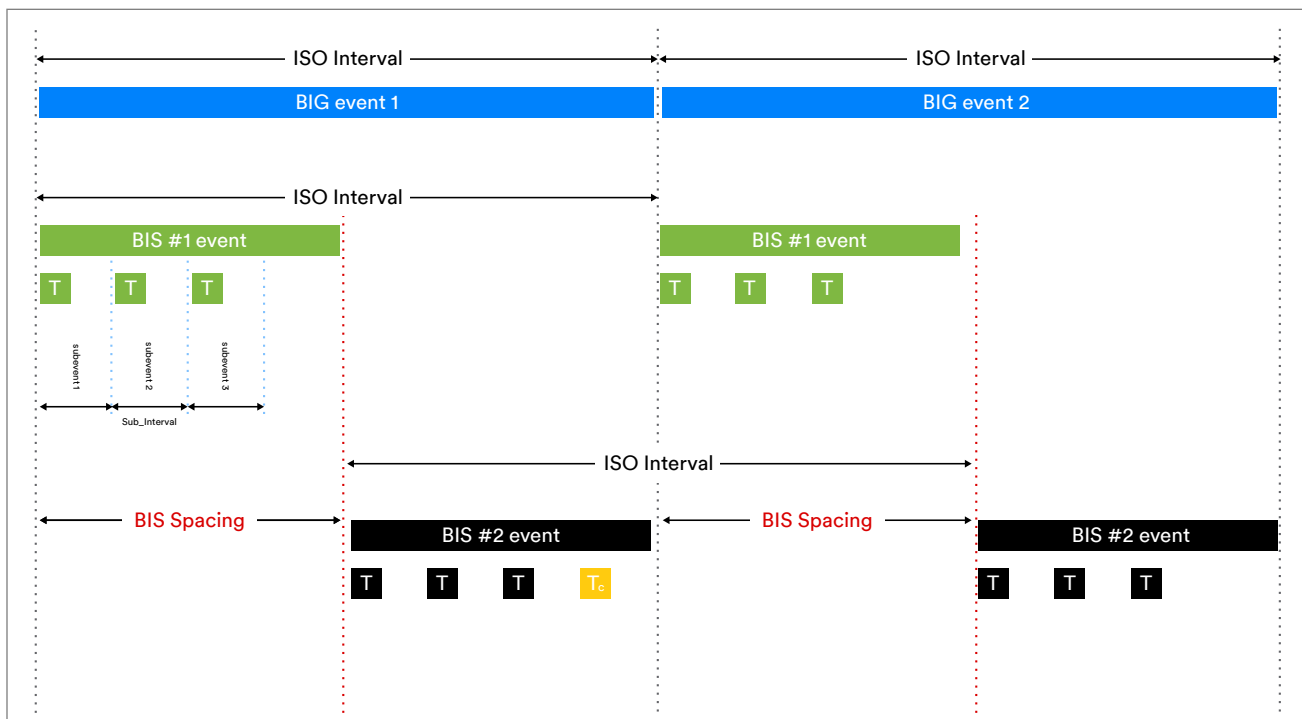 ISO Interval
ISO Interval
BIG event 1
BIG event 2
ISO Interval
BIS #1 event
BIS #1 event
T
T
T
T
T
T
subevent 1
subevent 2
subevent 3
Sub_Interval
ISO Interval
BIS Spacing
BIS Spacing
BIS #2 event
BIS #2 event
T
T
T
Tc
T
T
T